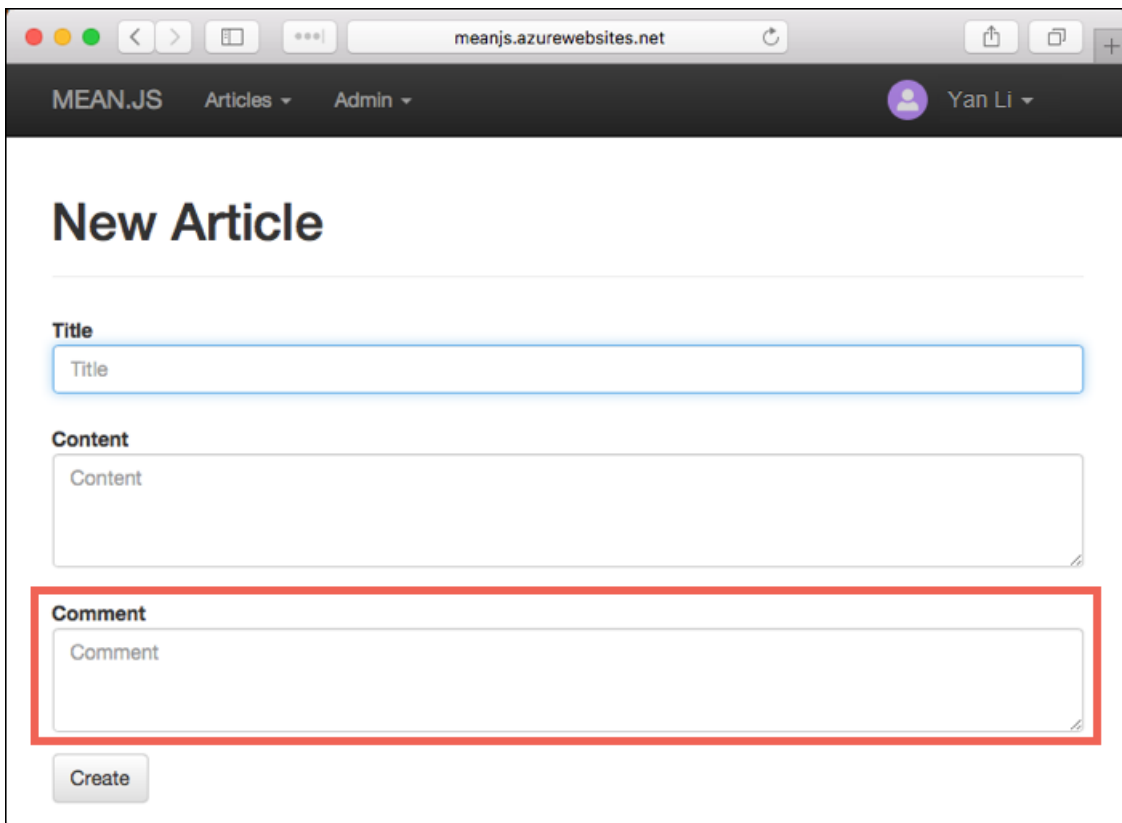 meanjs.azurewebsites.net
MEAN.JS Articles Admin Yan Li
New Article
Title
Title
Content
Content
Comment
Comment
Create